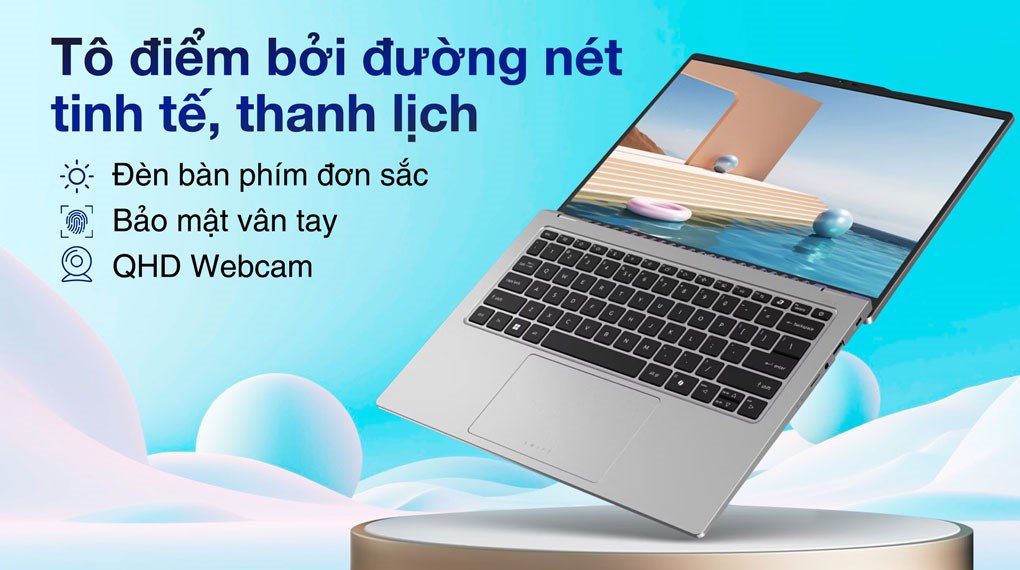 Tô điểm bởi đường nét
tinh tế, thanh lịch
Đèn bàn phím đơn sắc
Bảo mật vân tay
QHD Webcam